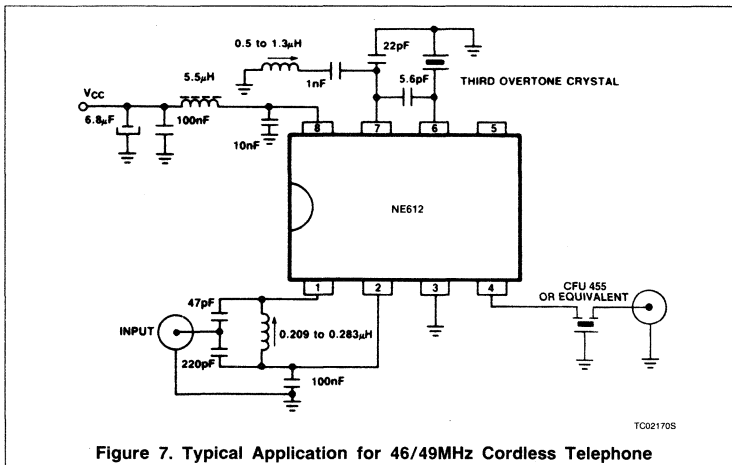 0.5 to 1.3μH
22pF
1nF
5.6pF
THIRD OVERTONE CRYSTAL
5.5μH
VCC
6.8μF
100nF
10nF
8
7
6
5
NE612
1
2
3
4
47pF
INPUT
0.209 to 0.283μH
220pF
100nF
CFU 455
OR EQUIVALENT
TC02170S
Figure 7. Typical Application for 46/49MHz Cordless Telephone